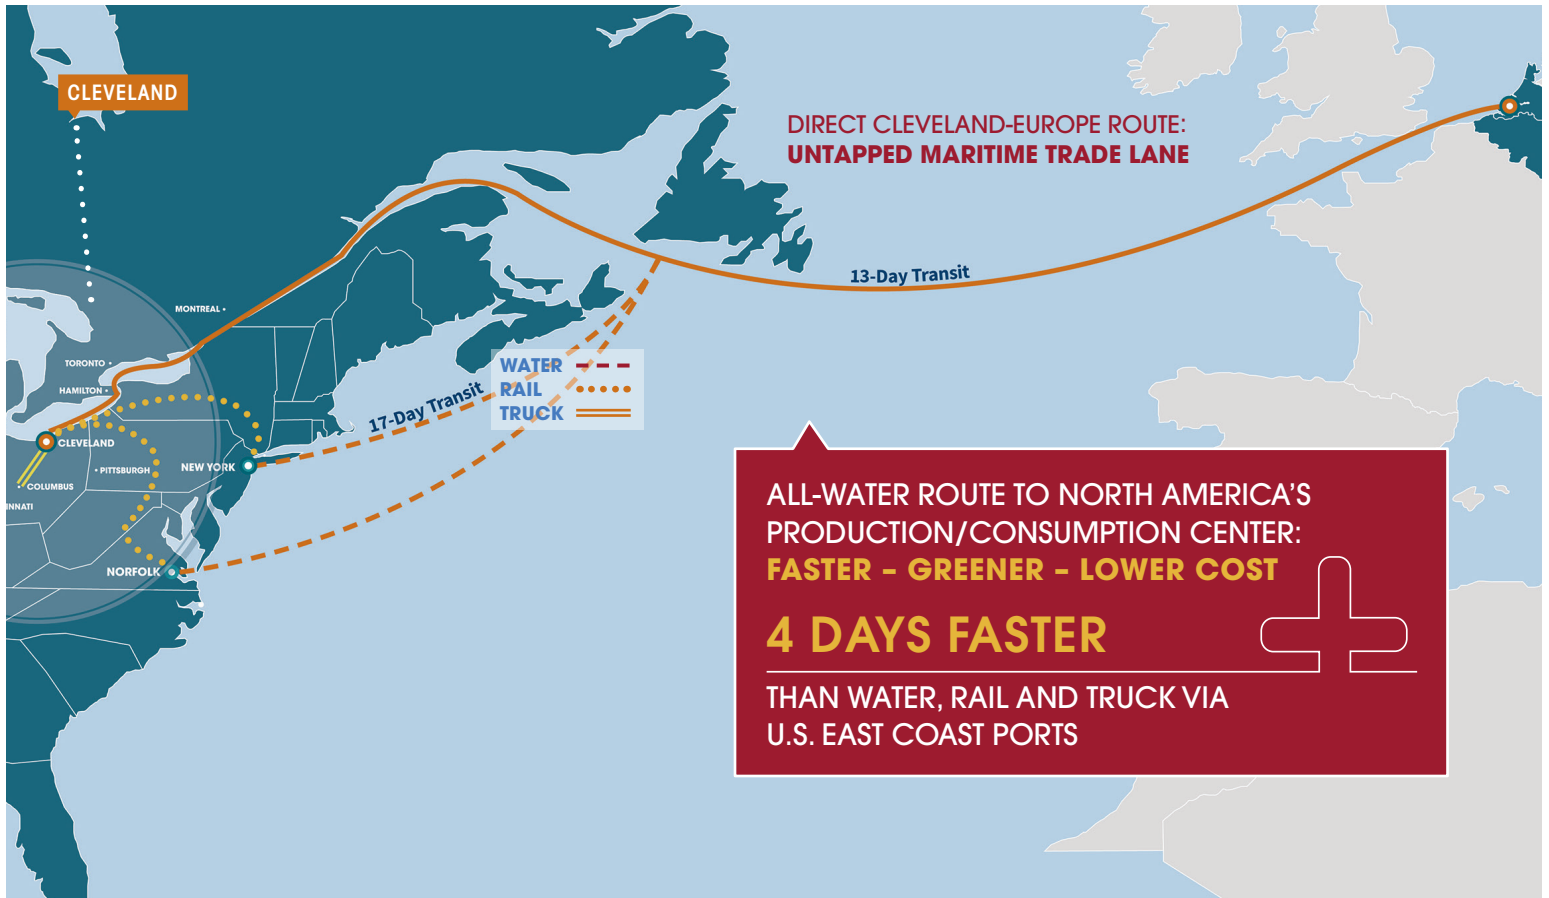 CLEVELAND
DIRECT CLEVELAND-EUROPE ROUTE:
UNTAPPED MARITIME TRADE LANE
13-Day Transit
MONTREAL
TORONTO
HAMILTON
WATER
RAIL
TRUCK
17-Day Transit
CLEVELAND
PITTSBURGH
NEW YORK
COLUMBUS
INNATI
NORFOLK
ALL-WATER ROUTE TO NORTH AMERICA'S
PRODUCTION/CONSUMPTION CENTER:
FASTER – GREENER – LOWER COST
4 DAYS FASTER
THAN WATER, RAIL AND TRUCK VIA
U.S. EAST COAST PORTS